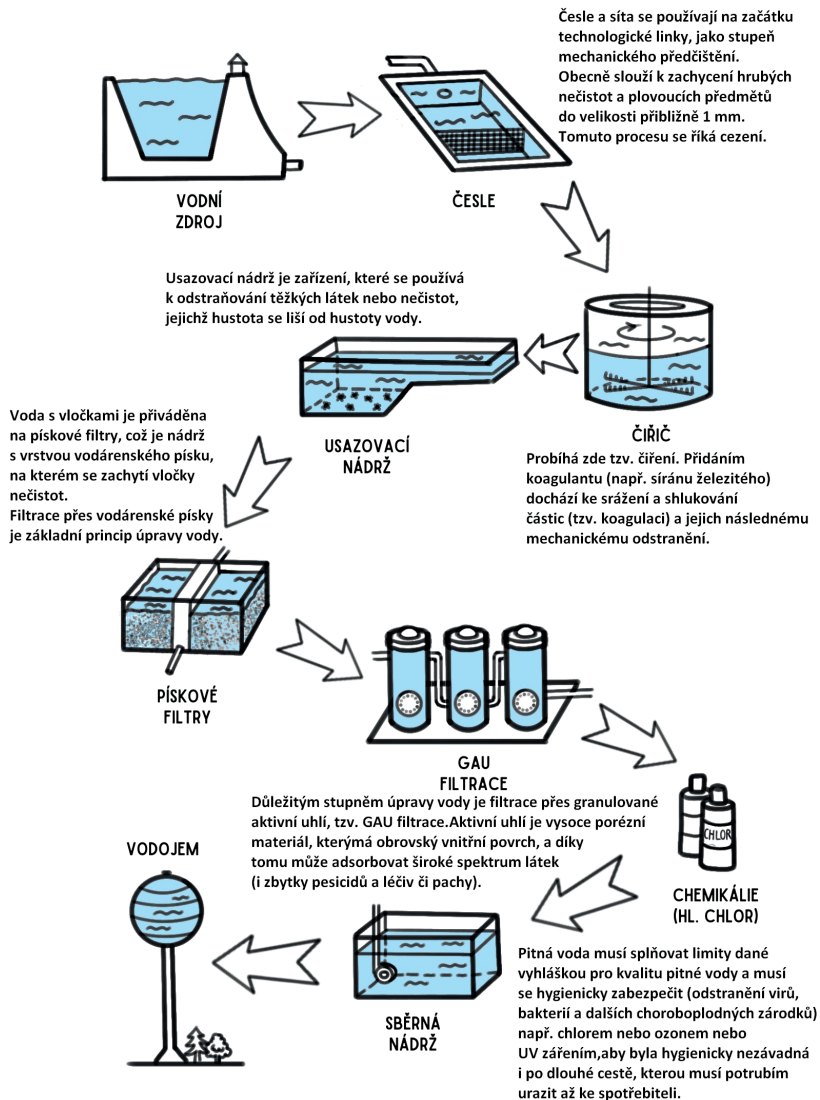 Česle a síta se používají na začátku
technologické linky, jako stupeň
mechanického předčištění.
Obecně slouží k zachycení hrubých
nečistot a plovoucích předmětů
do velikosti přibližně 1 mm.
Tomuto procesu se říká cezení.
VODNÍ
ZDROJ
ČESLE
Usazovací nádrž je zařízení, které se používá
k odstraňování těžkých látek nebo nečistot,
jejichž hustota se liší od hustoty vody.
ČIŘIČ
Probíhá zde tzv. čiření. Přidáním
koagulantu (např. síránu železitého)
dochází ke srážení a shlukování
částic (tzv. koagulaci) a jejich následnému
mechanickému odstranění.
USAZOVACÍ
NÁDRŽ
Voda s vločkami je přiváděna
na pískové filtry, což je nádrž
s vrstvou vodárenského písku,
na kterém se zachytí vločky
nečistot.
Filtrace přes vodárenské písky
je základní princip úpravy vody.
PÍSKOVÉ
FILTRY
GAU
FILTRACE
Důležitým stupněm úpravy vody je filtrace přes granulované
aktivní uhlí, tzv. GAU filtrace.Aktivní uhlí je vysoce porézní
materiál, kterýmá obrovský vnitřní povrch, a díky
tomu může adsorbovat široké spektrum látek
(i zbytky pesicidů a léčiv či pachy).
CHLOR
CHEMIKÁLIE
(HL. CHLOR)
Pitná voda musí splňovat limity dané
vyhláškou pro kvalitu pitné vody a musí
se hygienicky zabezpečit (odstranění virů,
bakterií a dalších choroboplodných zárodků)
např. chlorem nebo ozonem nebo
UV zářením,aby byla hygienicky nezávadná
i po dlouhé cestě, kterou musí potrubím
urazit až ke spotřebiteli.
SBĚRNÁ
NÁDRŽ
VODOJEM